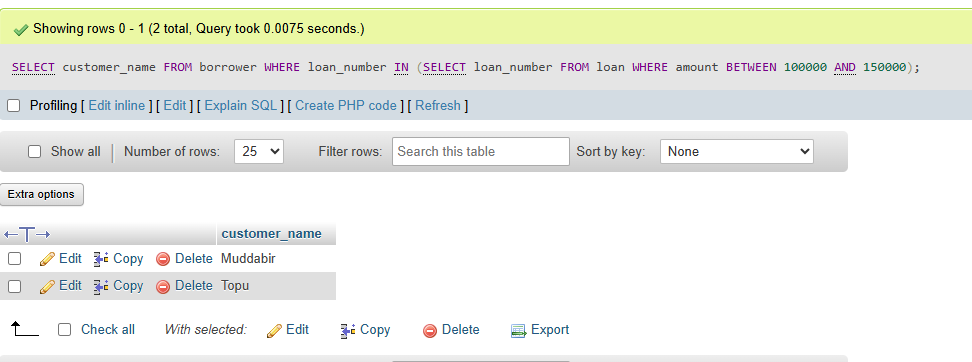 Showing rows 0 - 1 (2 total, Query took 0.0075 seconds.)
SELECT customer_name FROM borrower WHERE loan_number IN (SELECT loan_number FROM loan WHERE amount BETWEEN 100000 AND 150000);
Profiling [ Edit inline ] [ Edit ] [ Explain SQL ] [ Create PHP code ] [ Refresh ]
Show all Number of rows: 25 Filter rows: Search this table Sort by key: None
Extra options
customer_name
Edit Copy Delete Muddabir
Edit Copy Delete Topu
Check all With selected: Edit Copy Delete Export